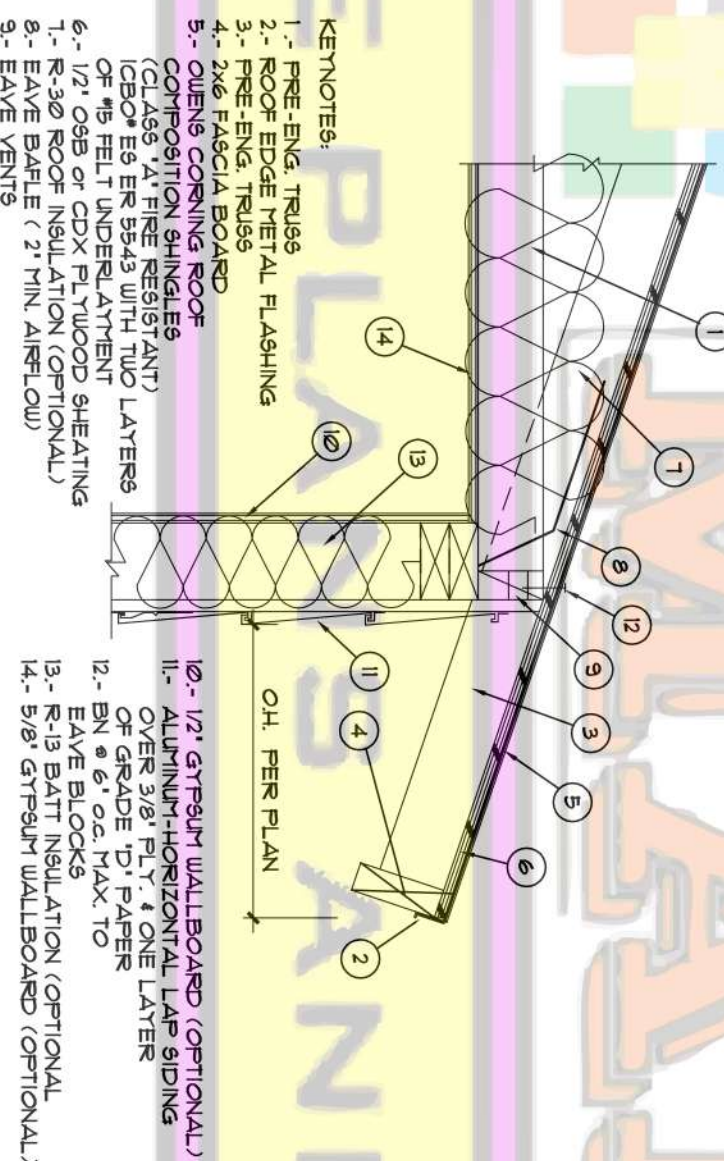 KEYNOTES:
1.- PRE-ENG. TRUSS
2.- ROOF EDGE METAL FLASHING
3.- PRE-ENG. TRUSS
4.- 2x6 FASCIA BOARD
5.- OWENS CORNING ROOF
COMPOSITION SHINGLES
(CLASS "A" FIRE RESISTANT)
ICBO# ES ER 5543 WITH TWO LAYERS
OF #15 FELT UNDERLAYMENT
6.- 1/2" OSB or CDX PLYWOOD SHEATING
7.- R-30 ROOF INSULATION (OPTIONAL)
8.- EAVE BAFLE ( 2" MIN. AIRFLOW)
9.- EAVE VENTS
10.- 1/2" GYPSUM WALLBOARD (OPTIONAL)
11.- ALUMINUM-HORIZONTAL LAP SIDING
OVER 3/8" PLY. & ONE LAYER
OF GRADE "D" PAPER
12.- BN @ 6" o.c. MAX. TO
EAVE BLOCKS
13.- R-13 BATT INSULATION (OPTIONAL
14.- 5/8" GYPSUM WALLBOARD (OPTIONAL)
O.H. PER PLAN
1
7
8
12
9
3
5
6
14
10
13
11
4
2
PLANS AN